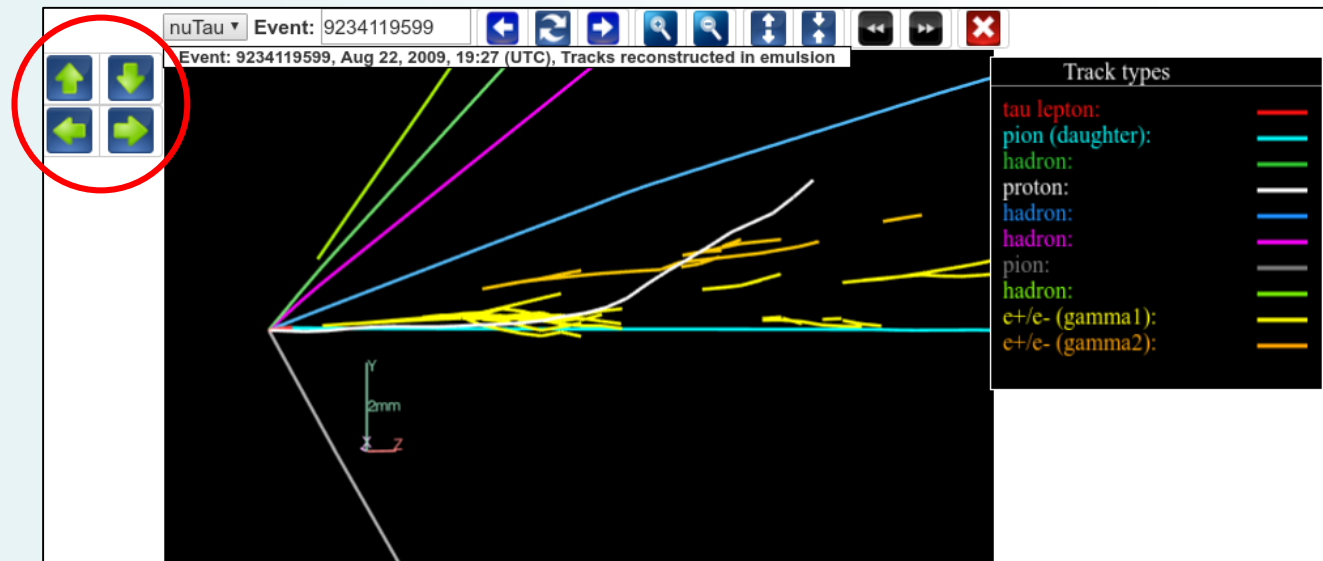 nuTau Event: 9234119599
Event: 9234119599, Aug 22, 2009, 19:27 (UTC), Tracks reconstructed in emulsion
Track types
tau lepton:
pion (daughter):
hadron:
proton:
hadron:
hadron:
pion:
hadron:
e+/e- (gamma1):
e+/e- (gamma2):
Y
2mm
X Z